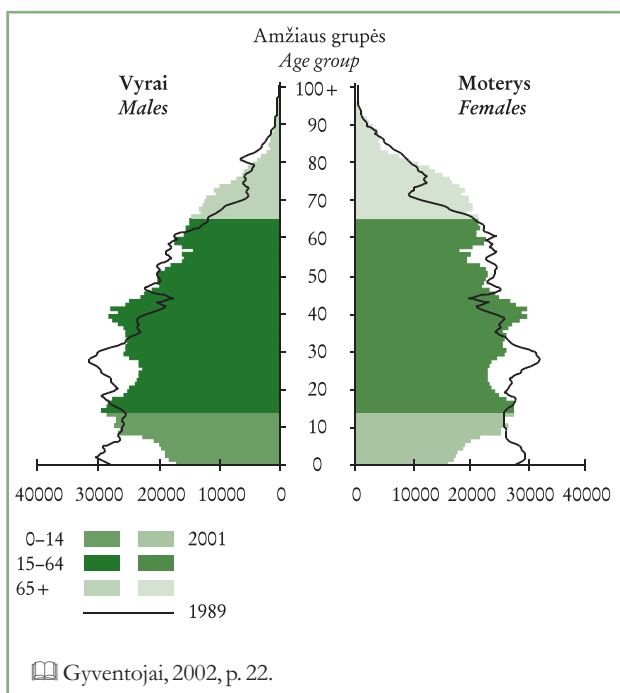 Amžiaus grupės
Age group
Vyrai
Males
Moterys
Females
100+
90
80
70
60
50
40
30
20
10
0
40000 30000 20000 10000 0
0 10000 20000 30000 40000
0–14 2001
15–64
65+
1989
Gyventojai, 2002, p. 22.